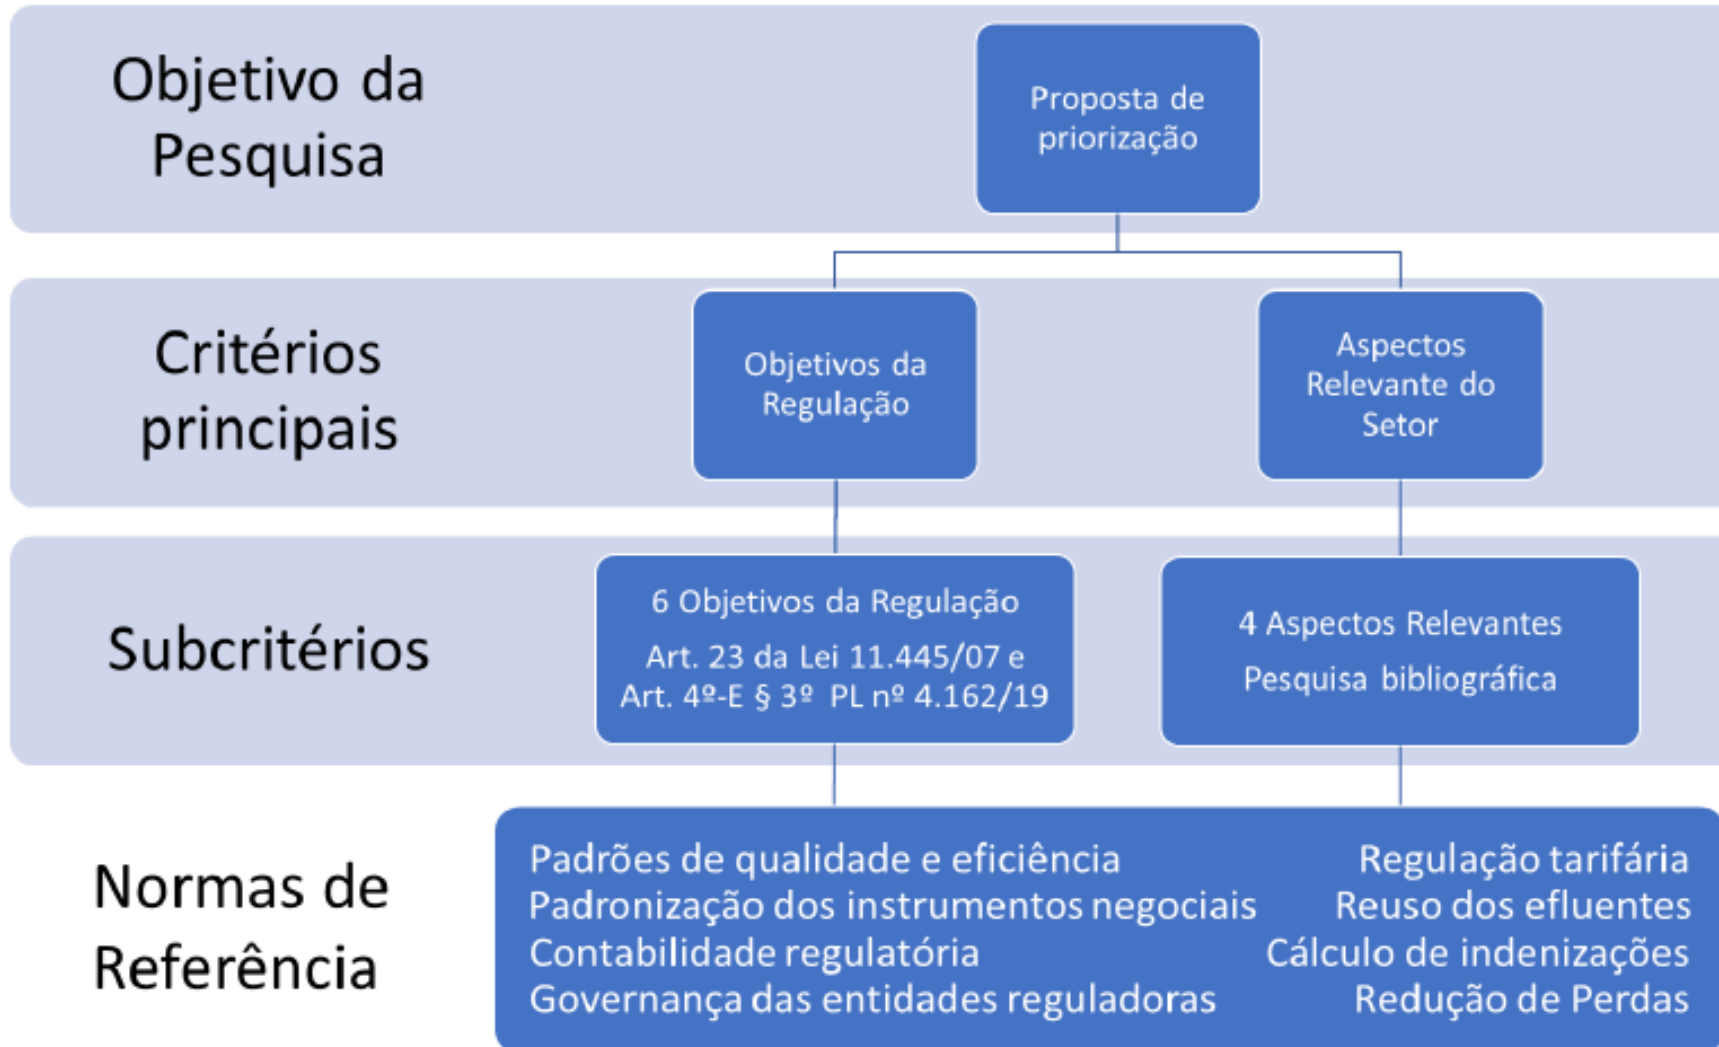 Objetivo da
Pesquisa
Proposta de
priorização
Critérios
principais
Objetivos da
Regulação
Aspectos
Relevante do
Setor
Subcritérios
6 Objetivos da Regulação
Art. 23 da Lei 11.445/07 e
Art. 4º-E § 3º PL nº 4.162/19
4 Aspectos Relevantes
Pesquisa bibliográfica
Normas de
Referência
Padrões de qualidade e eficiência
Padronização dos instrumentos negociais
Contabilidade regulatória
Governança das entidades reguladoras
Regulação tarifária
Reuso dos efluentes
Cálculo de indenizações
Redução de Perdas